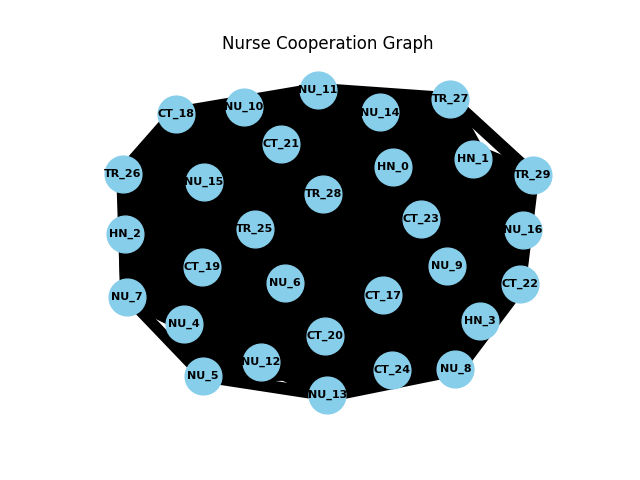 Nurse Cooperation Graph
NU_11
TR_27
NU_10
NU_14
CT_18
CT_21
HN_1
HN_0
TR_26
TR_29
NU_15
TR_28
CT_23
TR_25
NU_16
HN_2
NU_9
CT_19
NU_6
CT_22
CT_17
NU_7
HN_3
NU_4
CT_20
NU_12
NU_8
CT_24
NU_5
NU_13